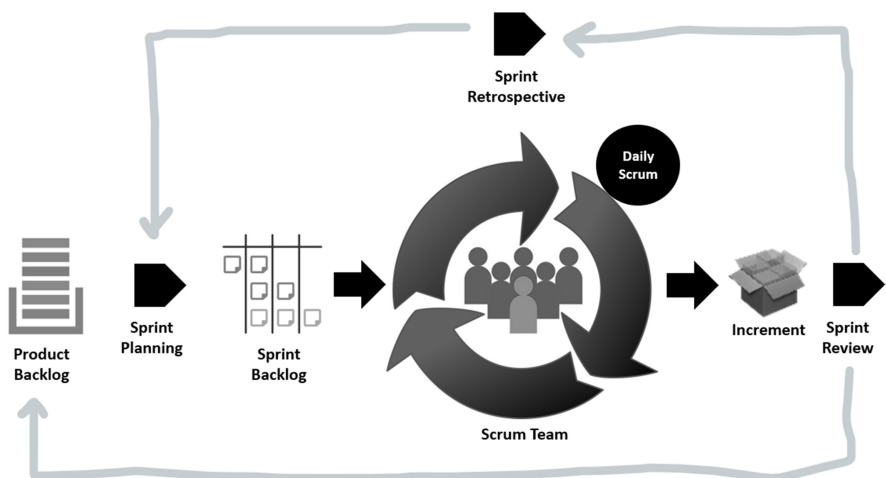 Sprint
Retrospective
Daily
Scrum
Product
Backlog
Sprint
Planning
Sprint
Backlog
Scrum Team
Increment
Sprint
Review